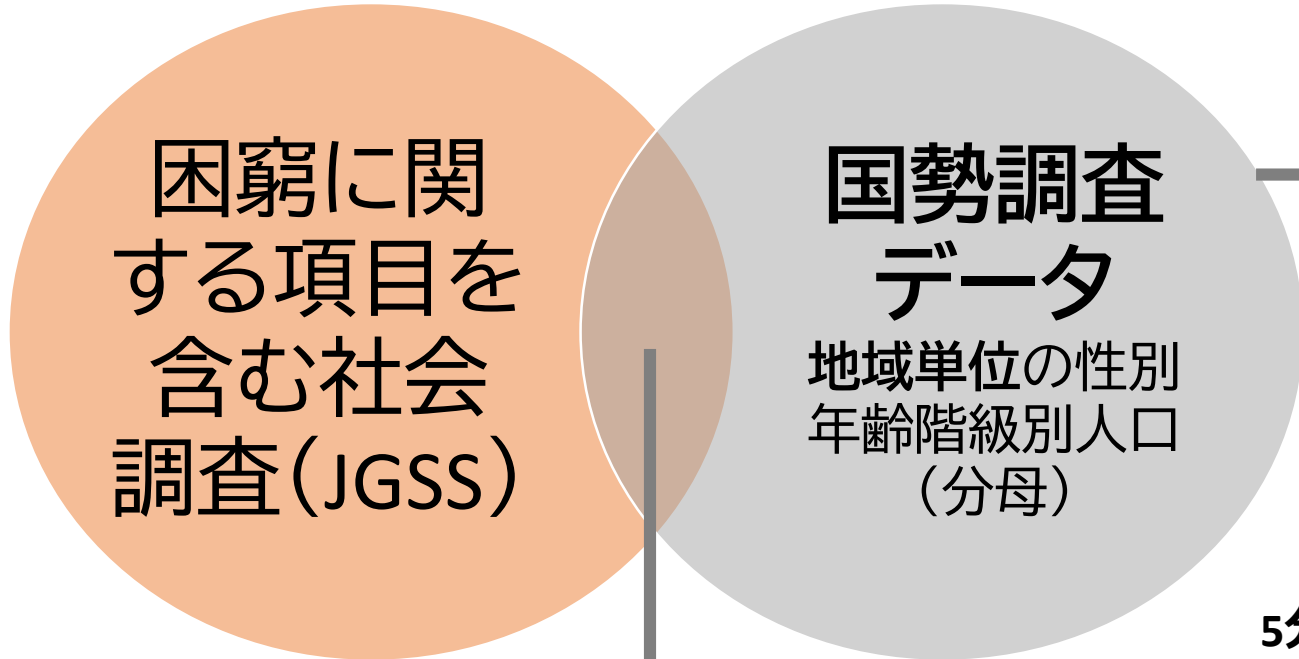 困窮に関
する項目を
含む社会
調査（JGSS）
国勢調査
データ
地域単位の性別
年齢階級別人口
（分母）
5分